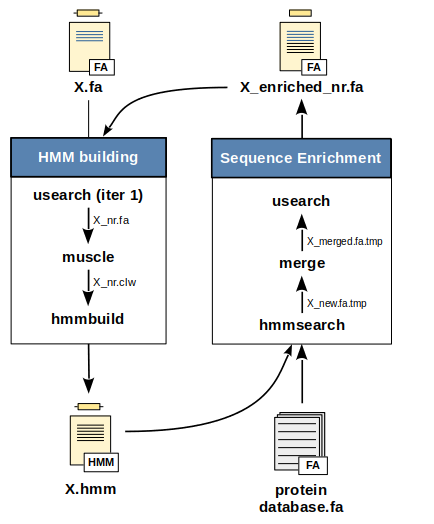 FA
X.fa
FA
X_enriched_nr.fa
HMM building
usearch (iter 1)
X_nr.fa
muscle
X_nr.clw
hmmbuild
Sequence Enrichment
usearch
X_merged.fa.tmp
merge
X_new.fa.tmp
hmmsearch
HMM
X.hmm
FA
protein
database.fa